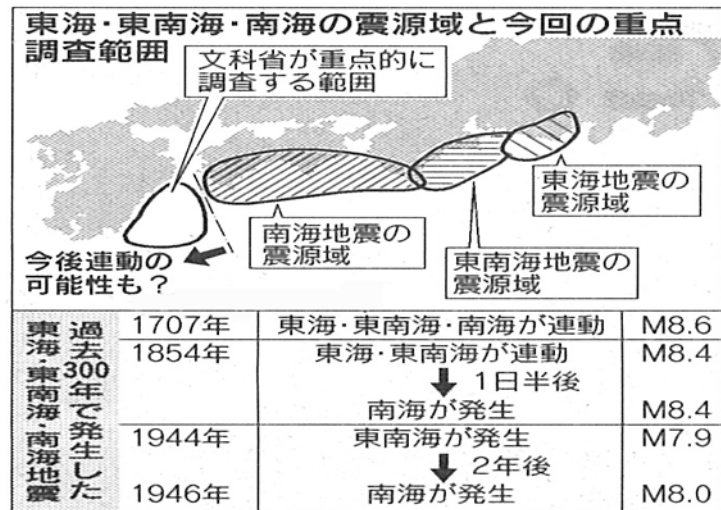 東海・東南海・南海の震源域と今回の重点
調査範囲
文科省が重点的に
調査する範囲
東海地震の
震源域
南海地震の
震源域
東南海地震の
震源域
今後連動の
可能性も?
過去300年で発生した
東海・東南海・南海地震
1707年 東海・東南海・南海が連動 M8.6
1854年 東海・東南海が連動 M8.4
1日半後
南海が発生 M8.4
1944年 東南海が発生 M7.9
2年後
1946年 南海が発生 M8.0